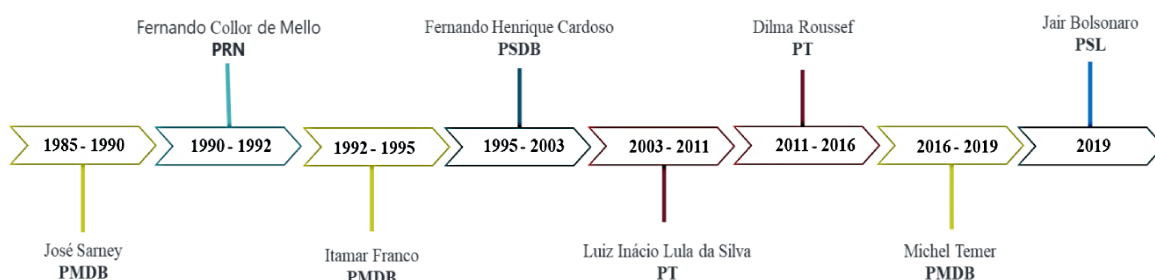 Fernando Collor de Mello
PRN
Fernando Henrique Cardoso
PSDB
Dilma Roussef
PT
Jair Bolsonaro
PSL
1985 - 1990
1990 - 1992
1992 - 1995
1995 - 2003
2003 - 2011
2011 - 2016
2016 - 2019
2019
José Sarney
PMDB
Itamar Franco
PMDB
Luiz Inácio Lula da Silva
PT
Michel Temer
PMDB